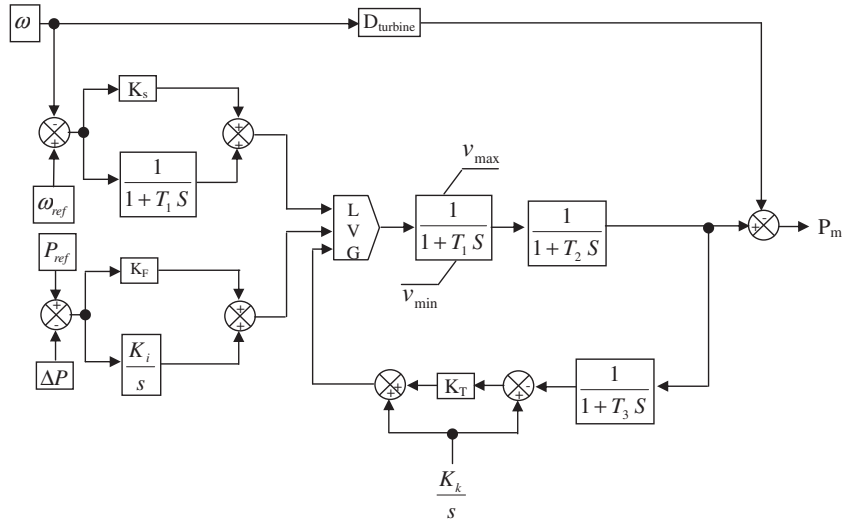 ω
D_turbine
K_s
- +
+ +
1 / (1 + T_1 S)
ω_ref
P_ref
K_F
+ -
+ +
K_i / s
ΔP
L
V
G
v_max
1 / (1 + T_1 S)
v_min
1 / (1 + T_2 S)
- +
P_m
+ +
K_T
- +
1 / (1 + T_3 S)
K_k / s